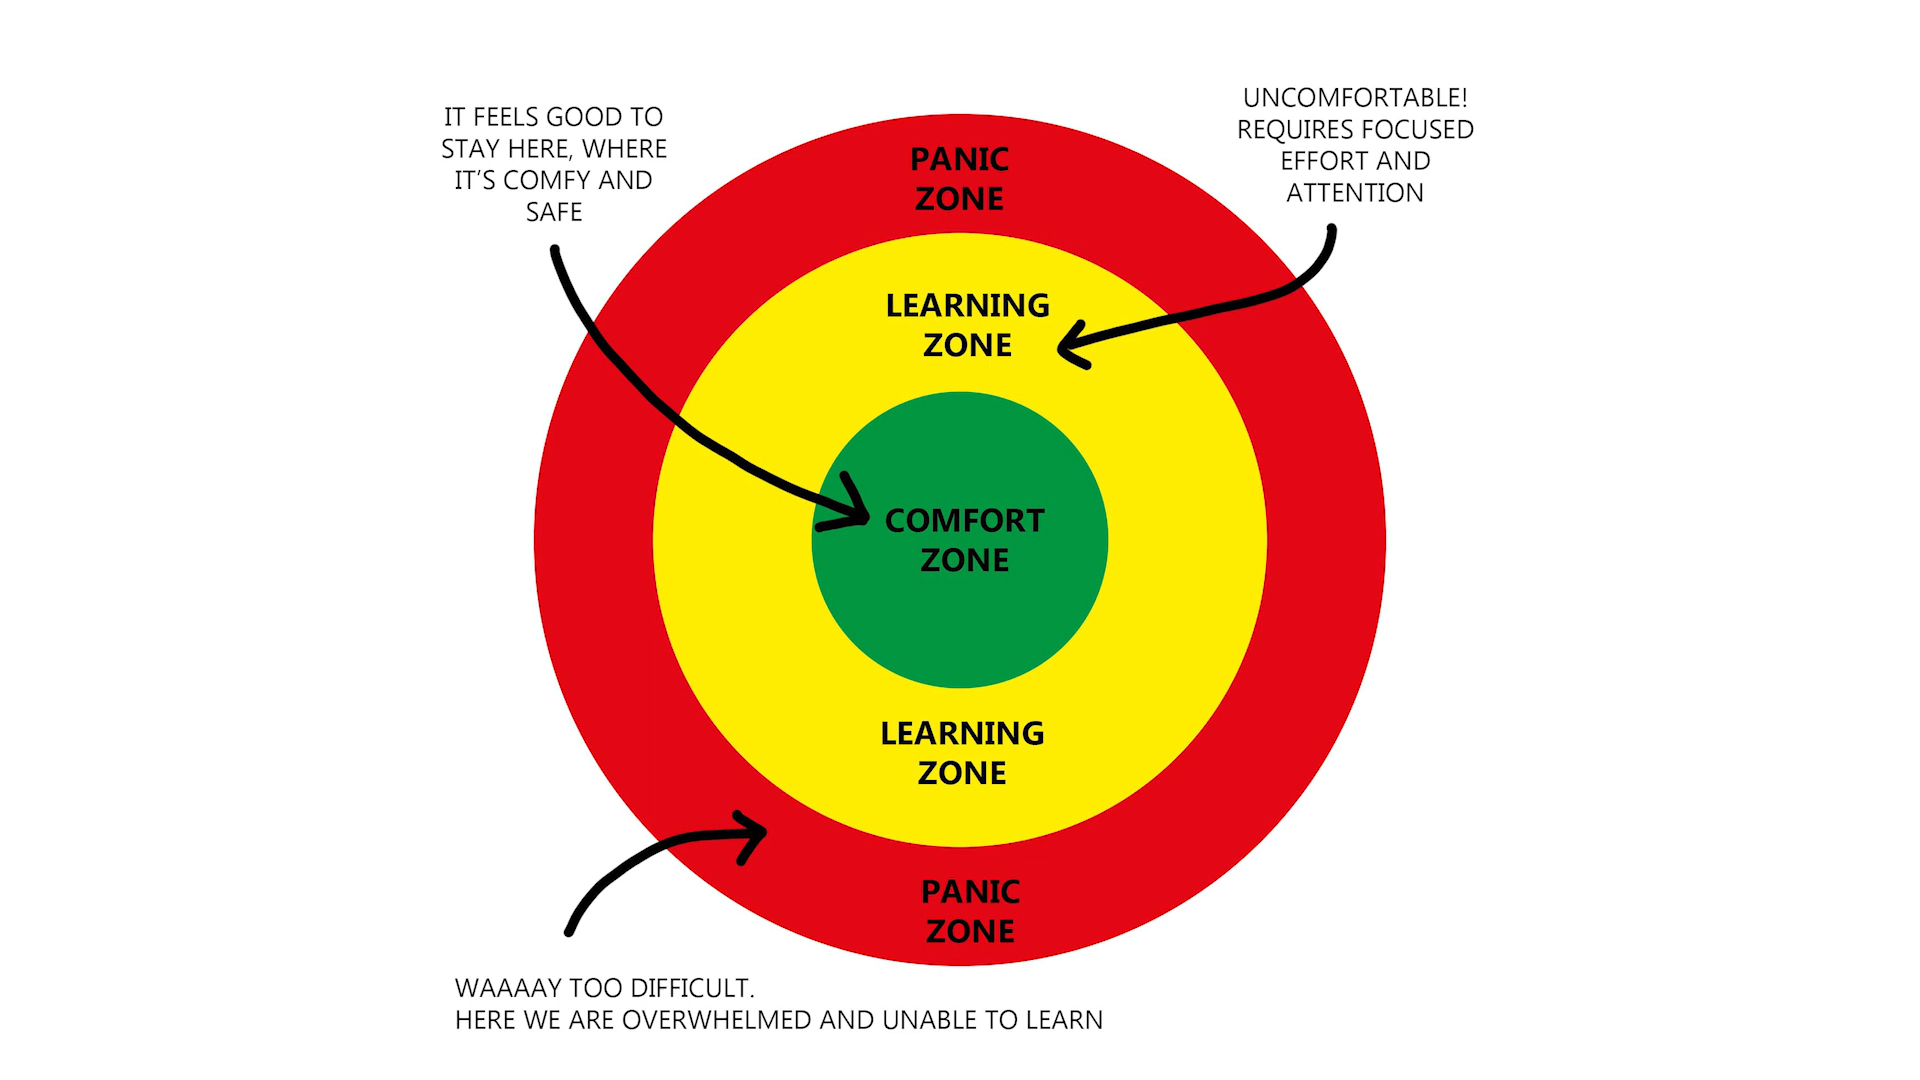 IT FEELS GOOD TO
STAY HERE, WHERE
IT'S COMFY AND
SAFE
UNCOMFORTABLE!
REQUIRES FOCUSED
EFFORT AND
ATTENTION
PANIC
ZONE
LEARNING
ZONE
COMFORT
ZONE
LEARNING
ZONE
PANIC
ZONE
WAAAAY TOO DIFFICULT.
HERE WE ARE OVERWHELMED AND UNABLE TO LEARN